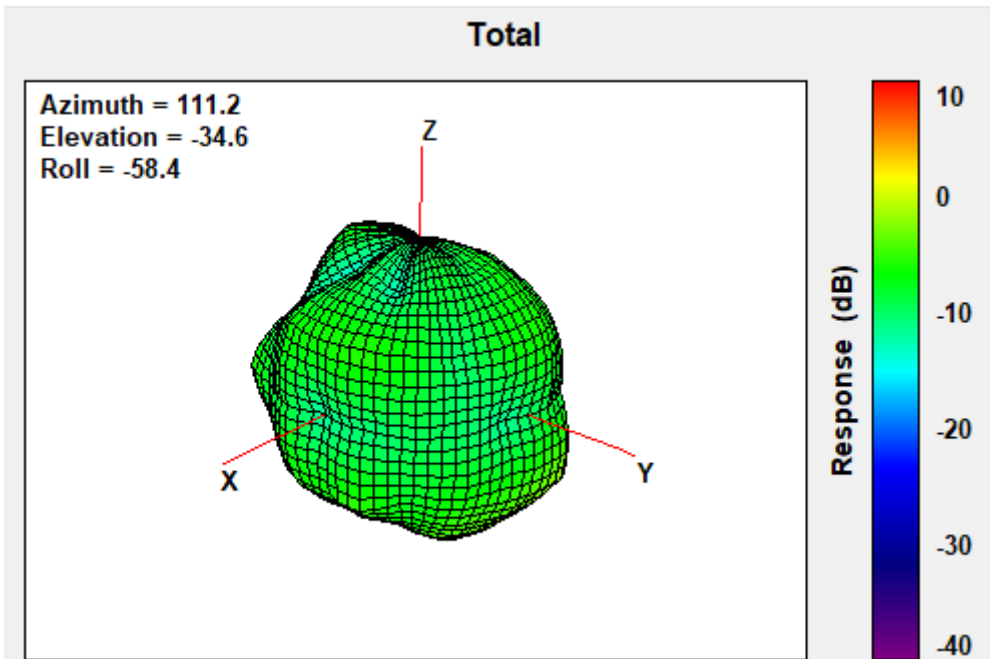 Total
Azimuth = 111.2
Elevation = -34.6
Roll = -58.4
Z
X
Y
10
0
-10
-20
-30
-40
Response (dB)